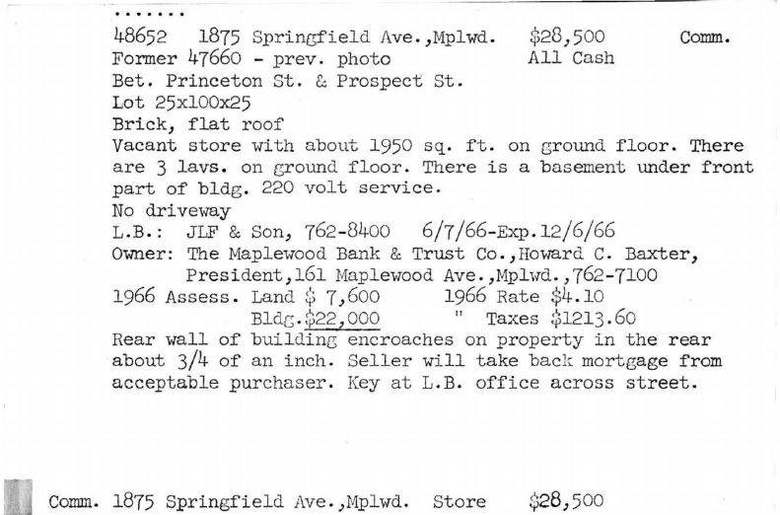 .......
48652 1875 Springfield Ave.,Mplwd. $28,500 Comm.
Former 47660 - prev. photo All Cash
Bet. Princeton St. & Prospect St.
Lot 25x100x25
Brick, flat roof
Vacant store with about 1950 sq. ft. on ground floor. There
are 3 lavs. on ground floor. There is a basement under front
part of bldg. 220 volt service.
No driveway
L.B.: JLF & Son, 762-8400 6/7/66-Exp.12/6/66
Owner: The Maplewood Bank & Trust Co.,Howard C. Baxter,
President,161 Maplewood Ave.,Mplwd.,762-7100
1966 Assess. Land $ 7,600 1966 Rate $4.10
Bldg.$22,000 " Taxes $1213.60
Rear wall of building encroaches on property in the rear
about 3/4 of an inch. Seller will take back mortgage from
acceptable purchaser. Key at L.B. office across street.
Comm. 1875 Springfield Ave.,Mplwd. Store $28,500